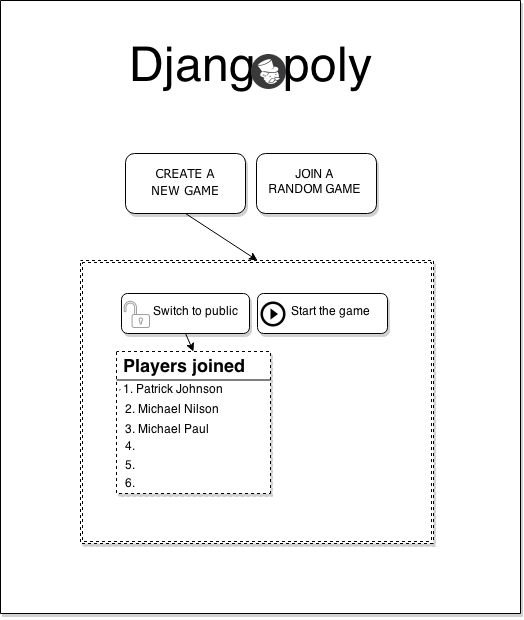 Djangopoly
CREATE A
NEW GAME
JOIN A
RANDOM GAME
Switch to public
Start the game
Players joined
1. Patrick Johnson
2. Michael Nilson
3. Michael Paul
4.
5.
6.